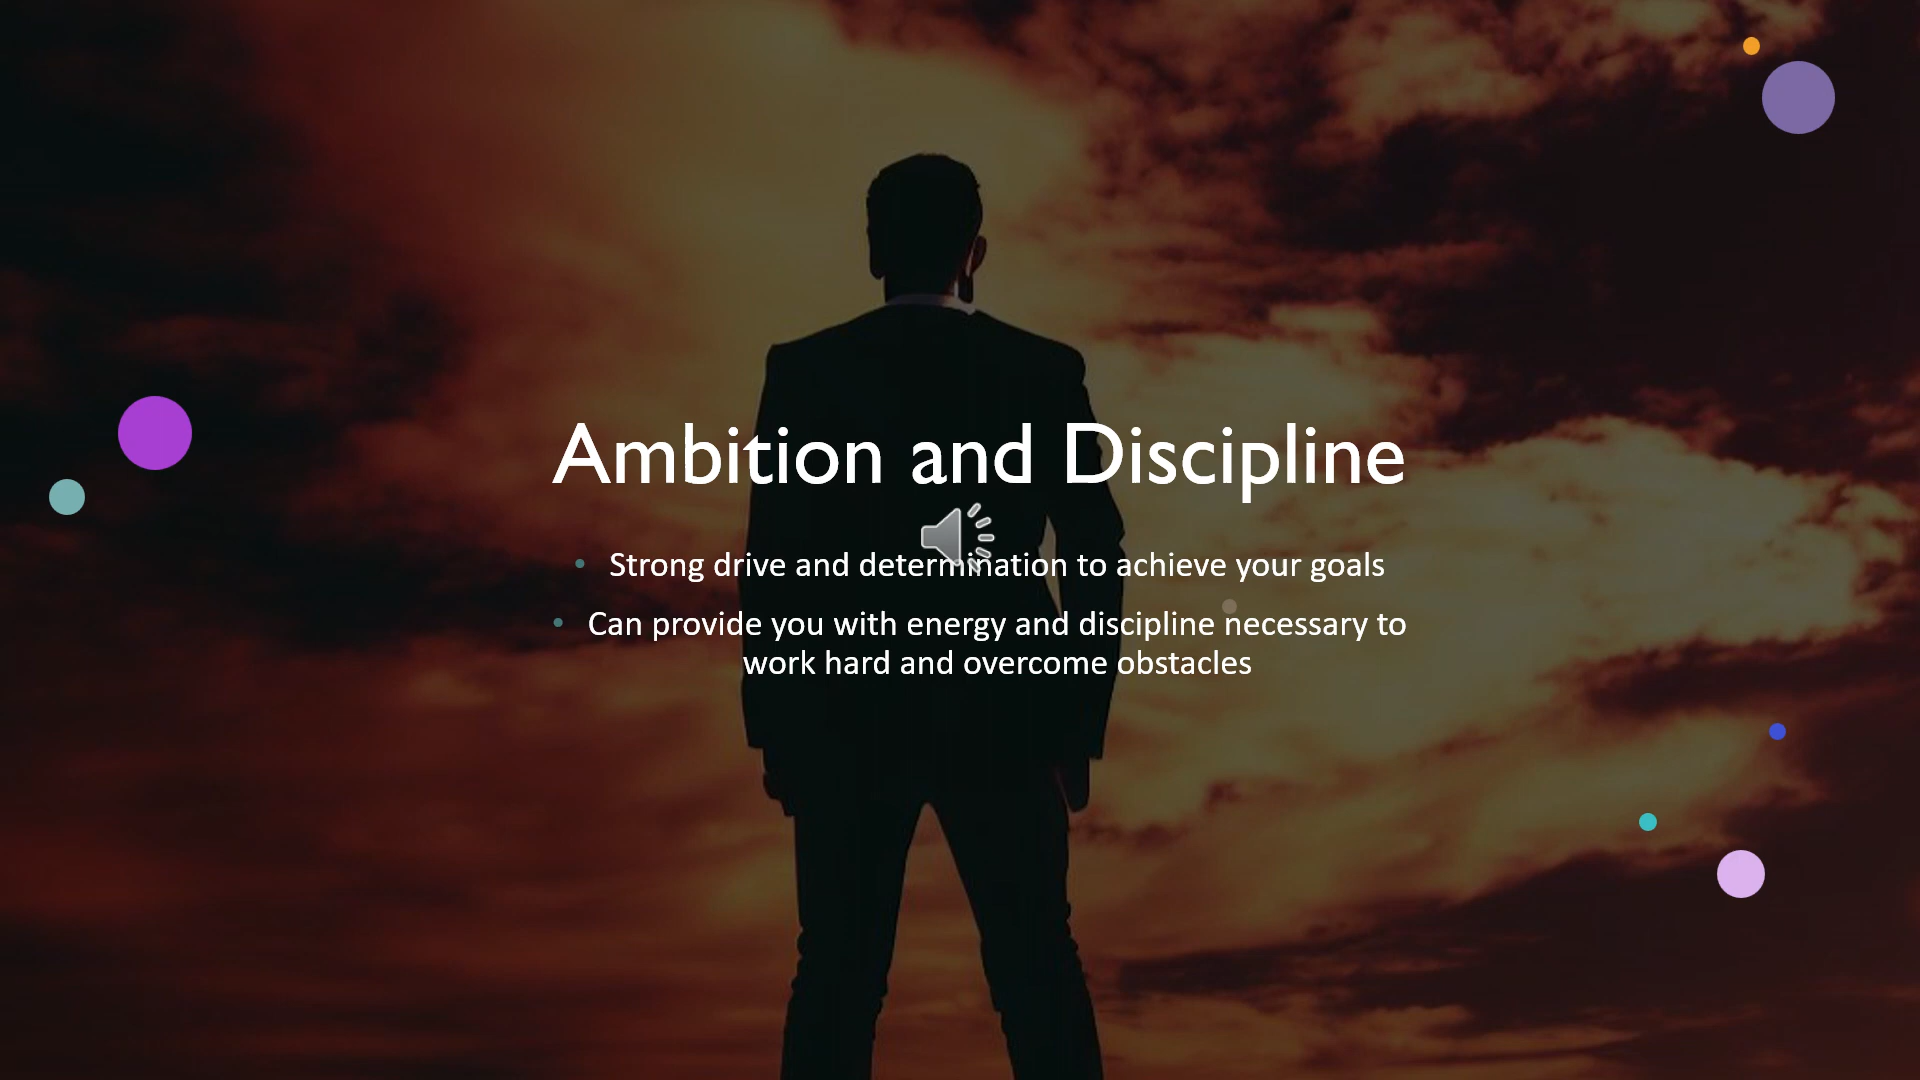 Ambition and Discipline
• Strong drive and determination to achieve your goals
• Can provide you with energy and discipline necessary to
work hard and overcome obstacles